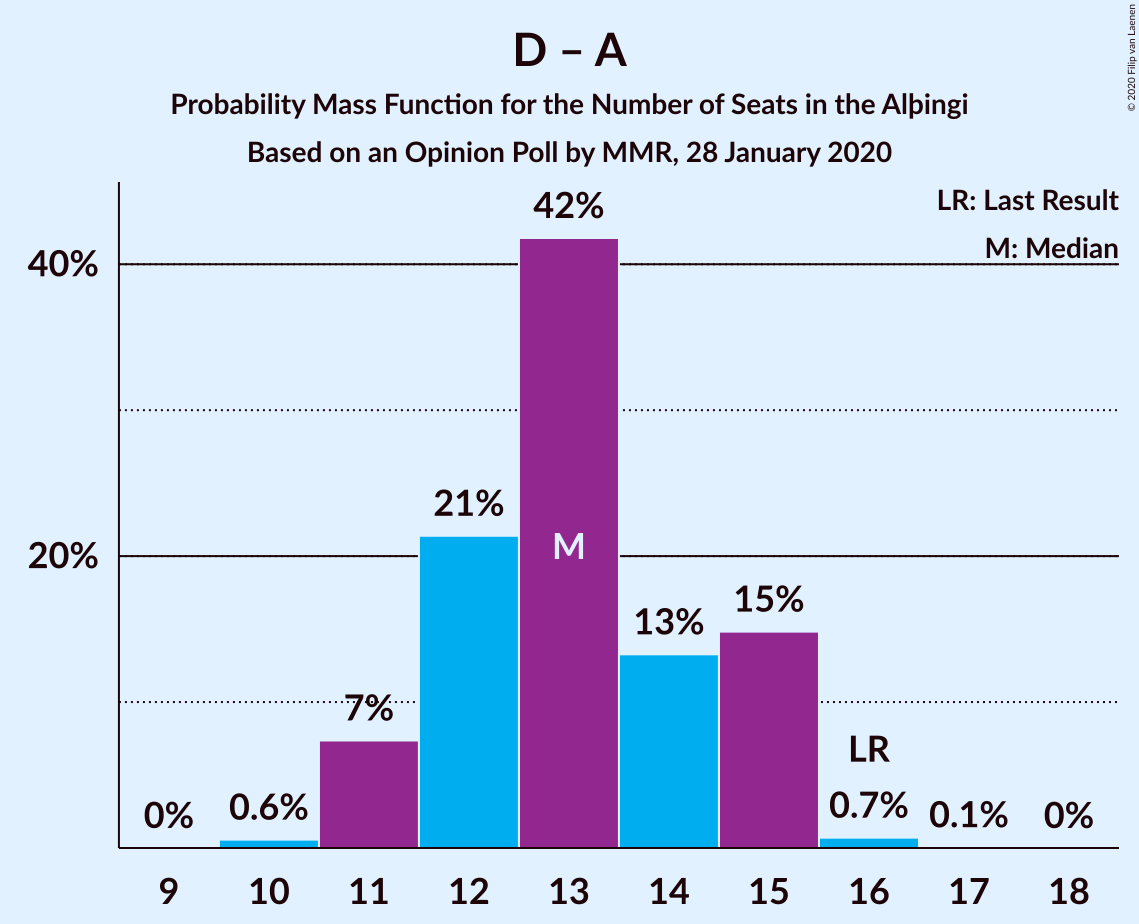 D – A
Probability Mass Function for the Number of Seats in the Alþingi
Based on an Opinion Poll by MMR, 28 January 2020
© 2020 Filip van Laenen
LR: Last Result
M: Median
40%
20%
0%
0.6%
7%
21%
42%
M
13%
15%
LR
0.7%
0.1%
0%
9
10
11
12
13
14
15
16
17
18